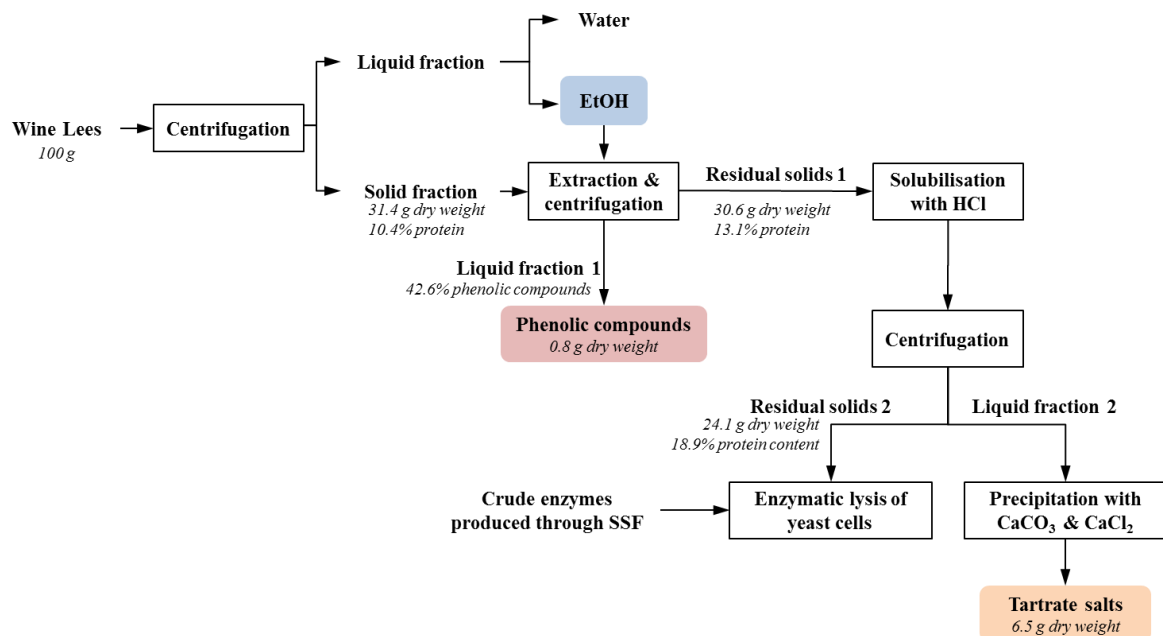 Water
Liquid fraction
EtOH
Wine Lees
100 g
Centrifugation
Solid fraction
31.4 g dry weight
10.4% protein
Extraction &
centrifugation
Residual solids 1
30.6 g dry weight
13.1% protein
Solubilisation
with HCl
Liquid fraction 1
42.6% phenolic compounds
Phenolic compounds
0.8 g dry weight
Centrifugation
Residual solids 2
24.1 g dry weight
18.9% protein content
Liquid fraction 2
Crude enzymes
produced through SSF
Enzymatic lysis of
yeast cells
Precipitation with
CaCO₃ & CaCl₂
Tartrate salts
6.5 g dry weight